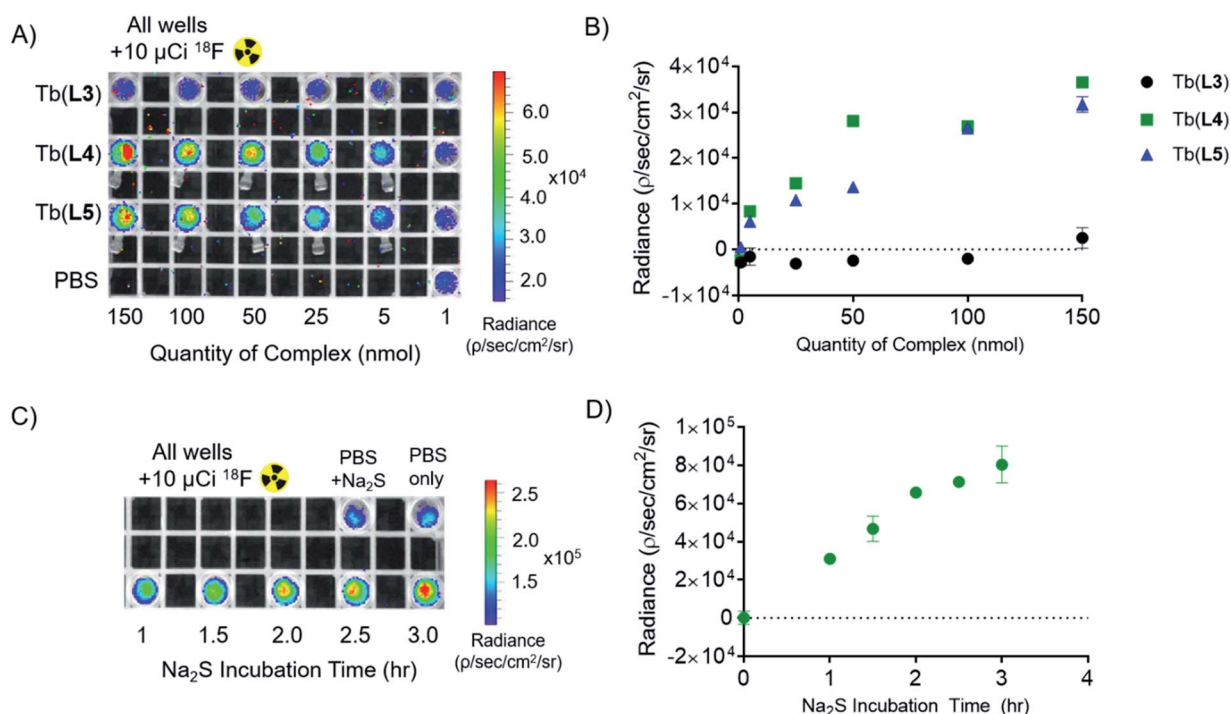 A)
All wells
+10 µCi ¹⁸F
Tb(L3)
Tb(L4)
Tb(L5)
PBS
150 100 50 25 5 1
Quantity of Complex (nmol)
6.0
5.0
4.0
3.0
2.0
x10⁴
Radiance
(ρ/sec/cm²/sr)
B)
Radiance (ρ/sec/cm²/sr)
4×10⁴
3×10⁴
2×10⁴
1×10⁴
0
-1×10⁴
0 50 100 150
Quantity of Complex (nmol)
Tb(L3)
Tb(L4)
Tb(L5)
C)
All wells
+10 µCi ¹⁸F
PBS
+Na₂S
PBS
only
1 1.5 2.0 2.5 3.0
Na₂S Incubation Time (hr)
2.5
2.0
1.5
x10⁵
Radiance
(ρ/sec/cm²/sr)
D)
Radiance (ρ/sec/cm²/sr)
1×10⁵
8×10⁴
6×10⁴
4×10⁴
2×10⁴
0
-2×10⁴
0 1 2 3 4
Na₂S Incubation Time (hr)